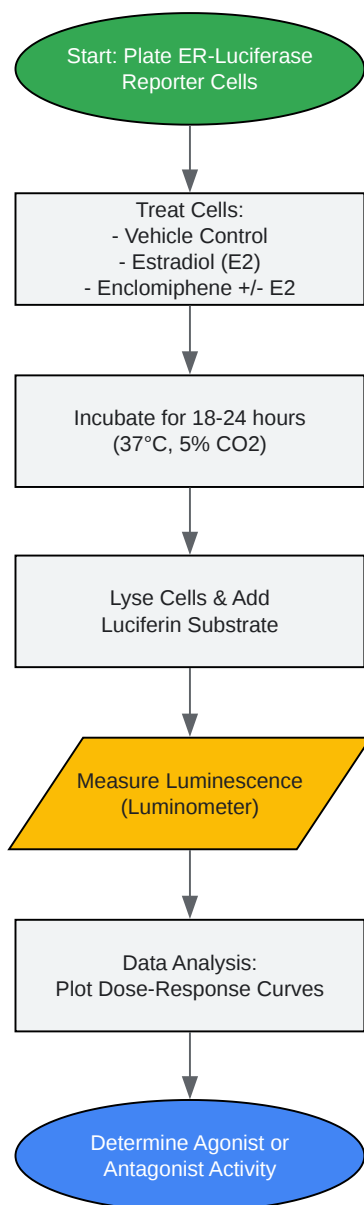 Start: Plate ER-Luciferase
Reporter Cells
Treat Cells:
- Vehicle Control
- Estradiol (E2)
- Enclomiphene +/- E2
Incubate for 18-24 hours
(37°C, 5% CO2)
Lyse Cells & Add
Luciferin Substrate
Measure Luminescence
(Luminometer)
Data Analysis:
Plot Dose-Response Curves
Determine Agonist or
Antagonist Activity